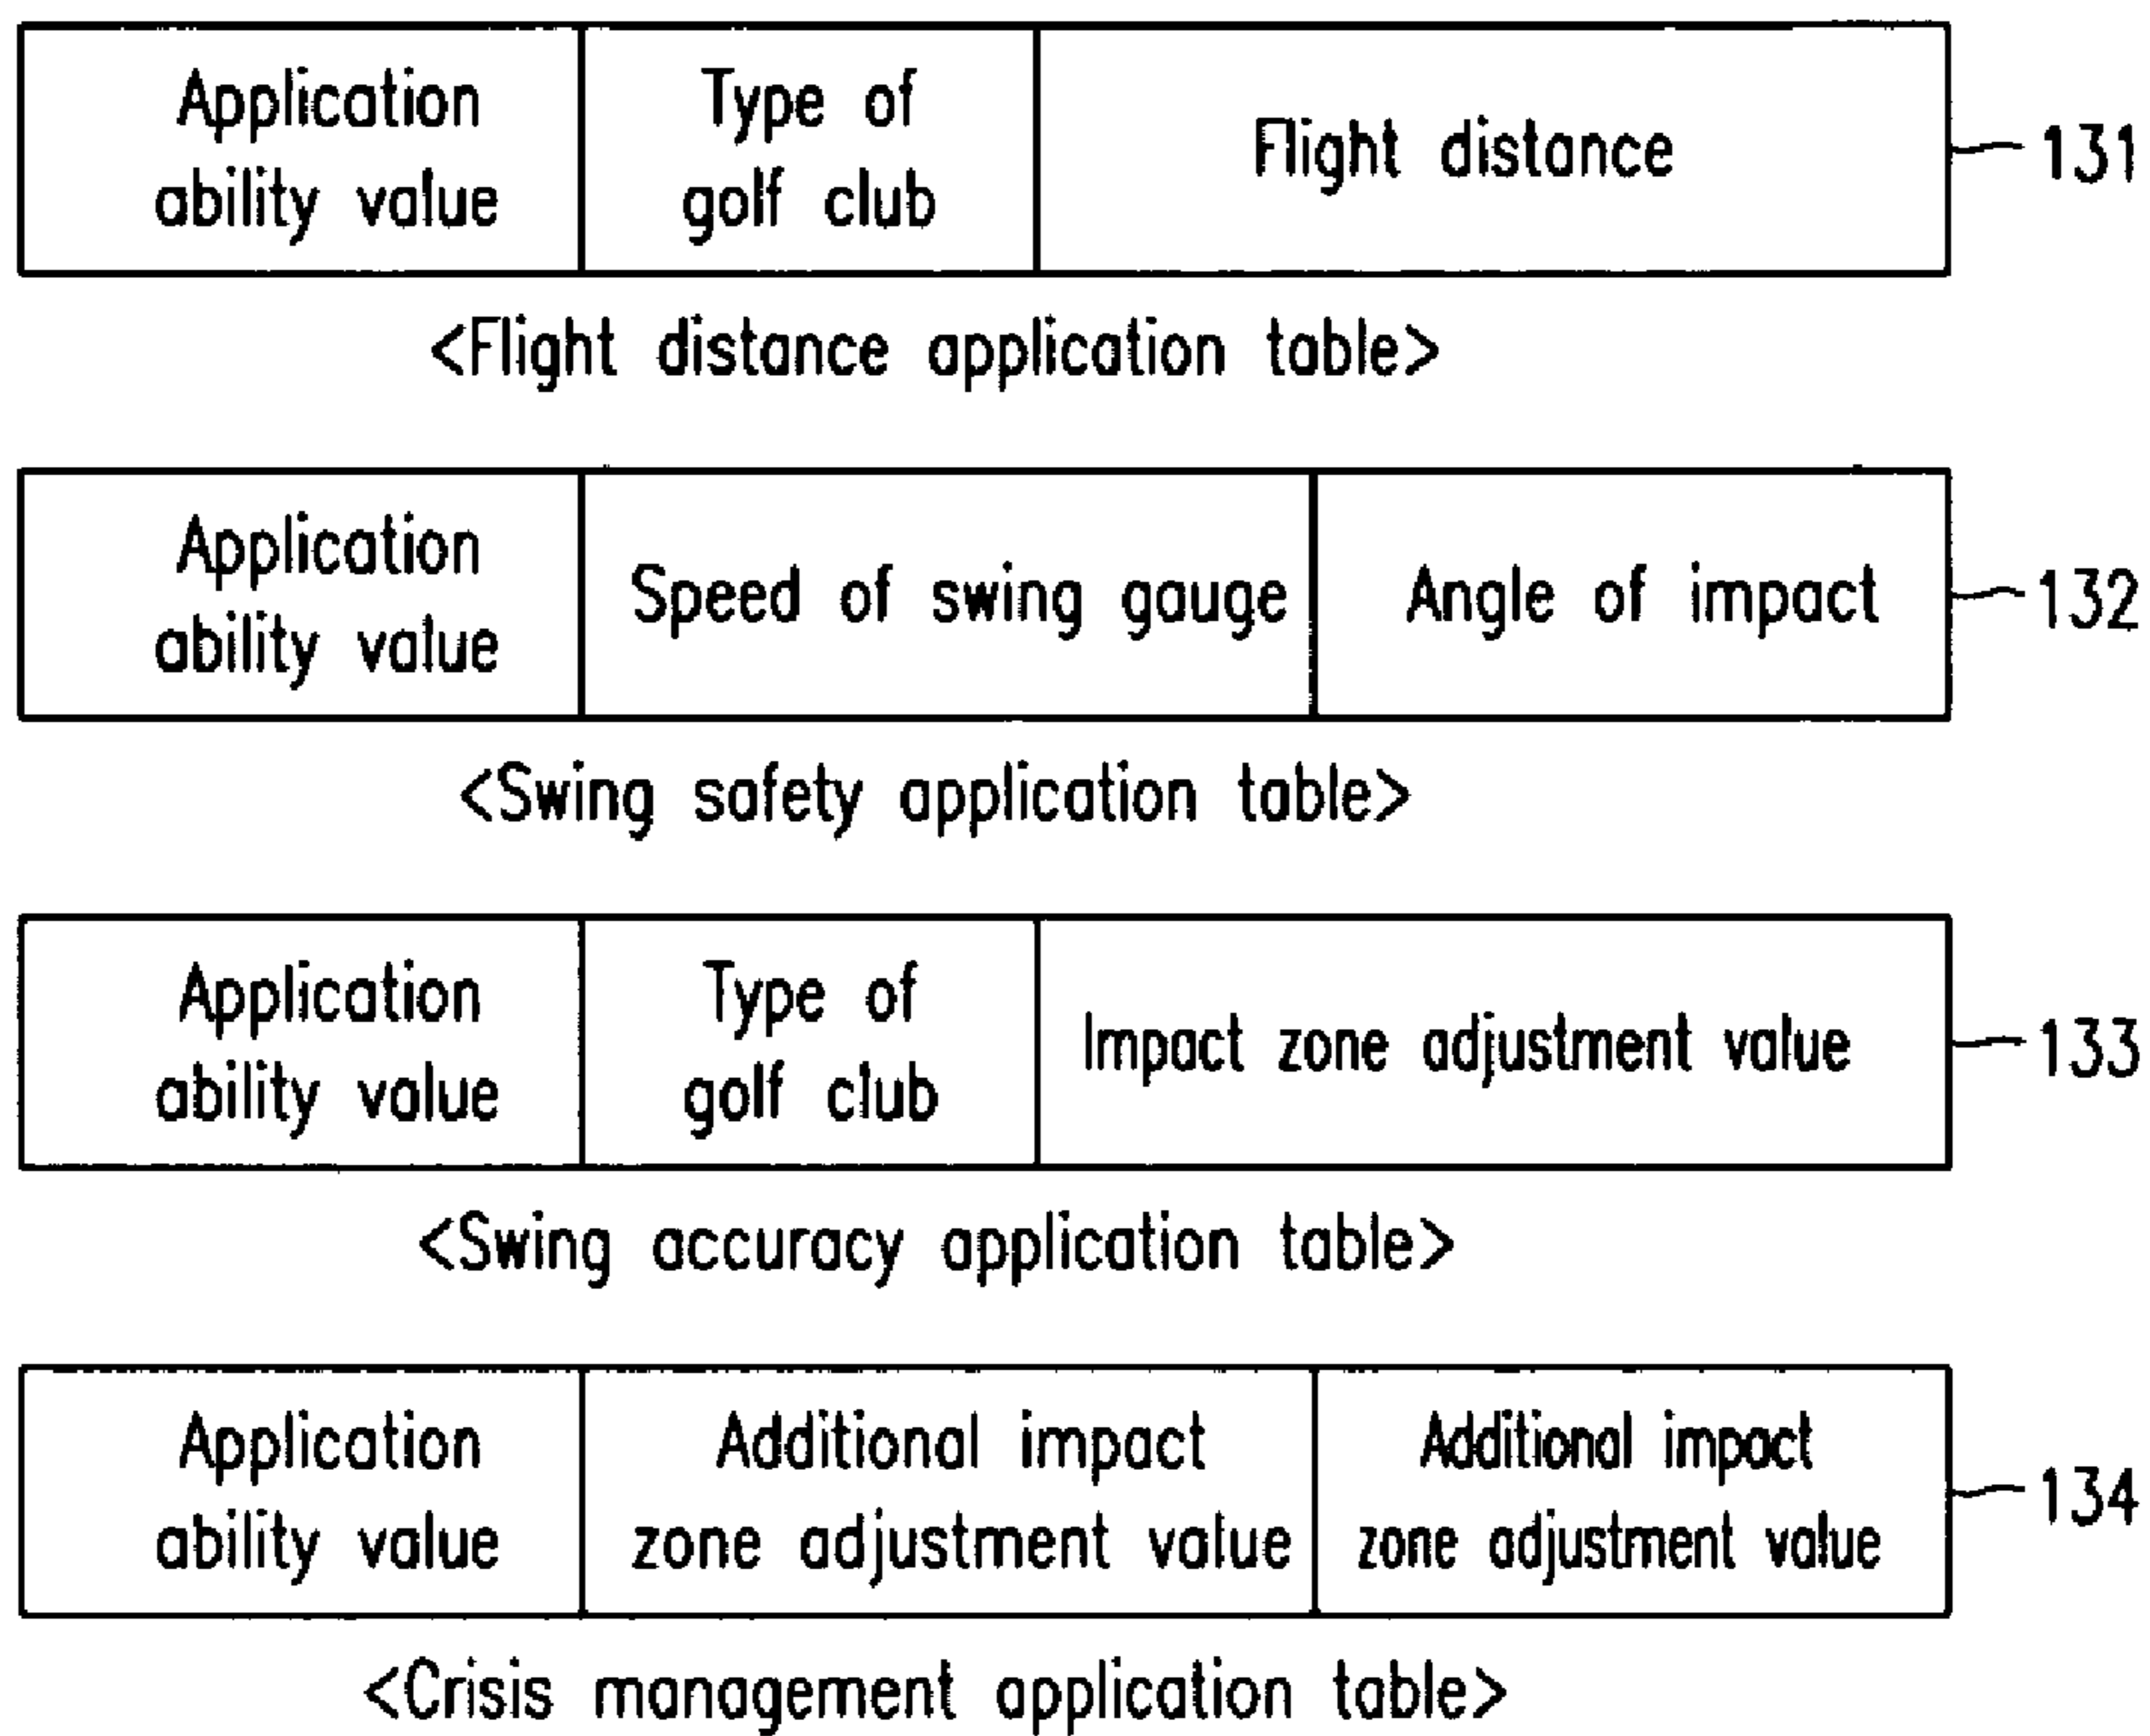 Application
ability value
Type of
golf club
Flight distance
131
<Flight distance application table>
Application
ability value
Speed of swing gauge
Angle of impact
132
<Swing safety application table>
Application
ability value
Type of
golf club
Impact zone adjustment value
133
<Swing accuracy application table>
Application
ability value
Additional impact
zone adjustment value
Additional impact
zone adjustment value
134
<Crisis management application table>